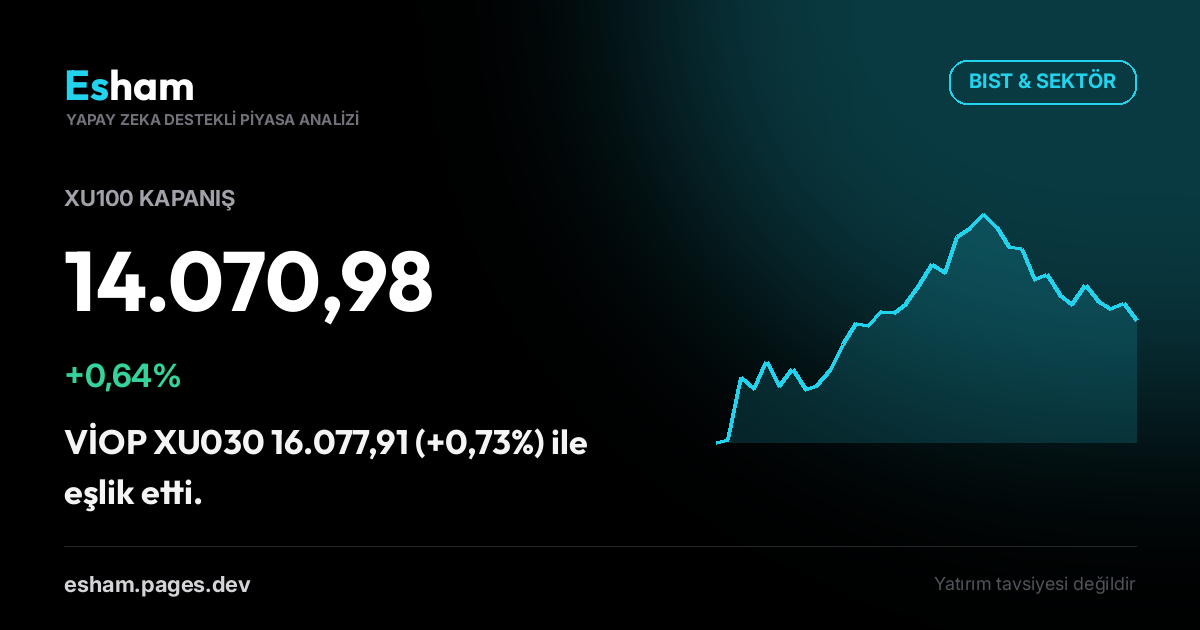 Esham
YAPAY ZEKA DESTEKLİ PİYASA ANALİZİ
BIST & SEKTÖR
XU100 KAPANIŞ
14.070,98
+0,64%
VİOP XU030 16.077,91 (+0,73%) ile
eşlik etti.
esham.pages.dev
Yatırım tavsiyesi değildir